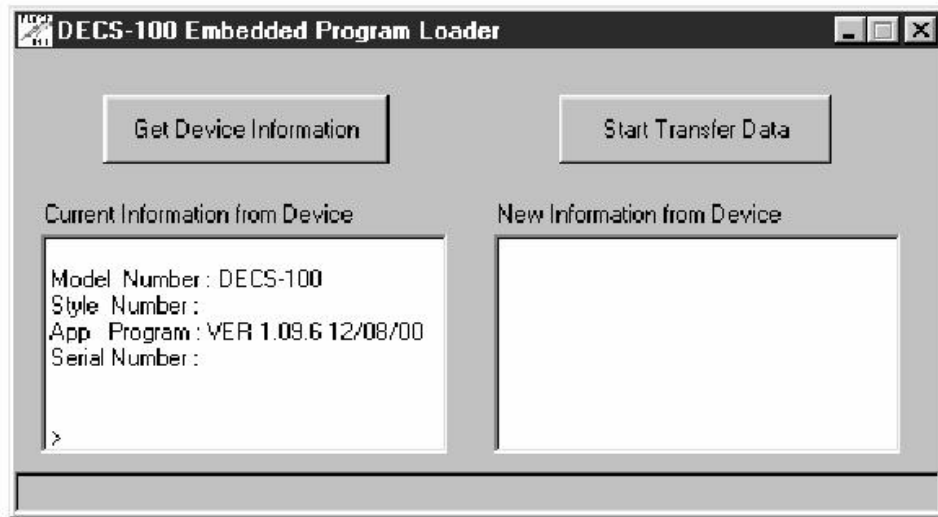 DECS-100 Embedded Program Loader
Get Device Information
Start Transfer Data
Current Information from Device
New Information from Device
Model Number : DECS-100
Style Number :
App Program : VER 1.09.6 12/08/00
Serial Number :
>